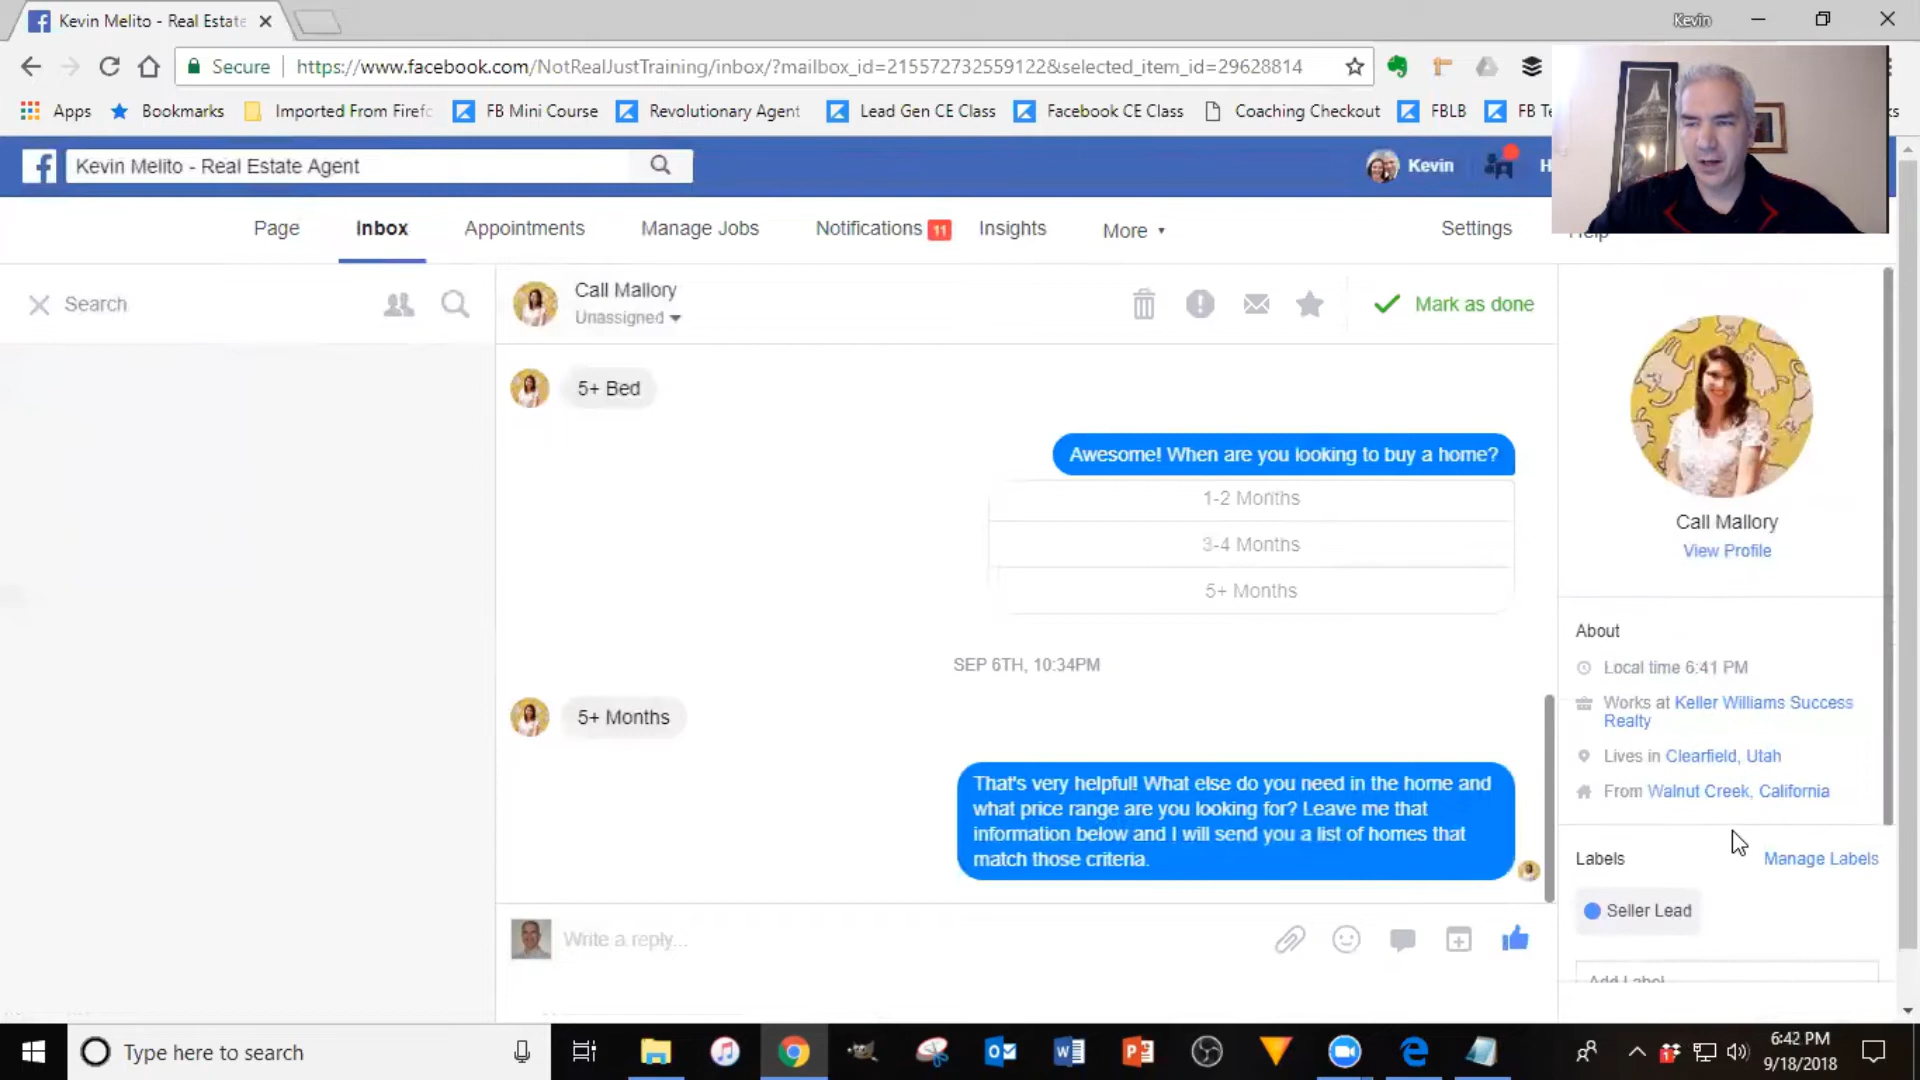 Kevin Melito - Real Estate
Kevin
Secure
https://www.facebook.com/NotRealJustTraining/inbox/?mailbox_id=215572732559122&selected_item_id=29628814
Apps
Bookmarks
Imported From Firefo
FB Mini Course
Revolutionary Agent
Lead Gen CE Class
Facebook CE Class
Coaching Checkout
FBLB
FB Te
Kevin Melito - Real Estate Agent
Kevin
Page
Inbox
Appointments
Manage Jobs
Notifications 11
Insights
More
Settings
Help
Search
Call Mallory
Unassigned
Mark as done
5+ Bed
Awesome! When are you looking to buy a home?
1-2 Months
3-4 Months
5+ Months
SEP 6TH, 10:34PM
5+ Months
That's very helpful! What else do you need in the home and
what price range are you looking for? Leave me that
information below and I will send you a list of homes that
match those criteria.
Write a reply...
Call Mallory
View Profile
About
Local time 6:41 PM
Works at Keller Williams Success
Realty
Lives in Clearfield, Utah
From Walnut Creek, California
Labels
Manage Labels
Seller Lead
Add Label
Type here to search
6:42 PM
9/18/2018